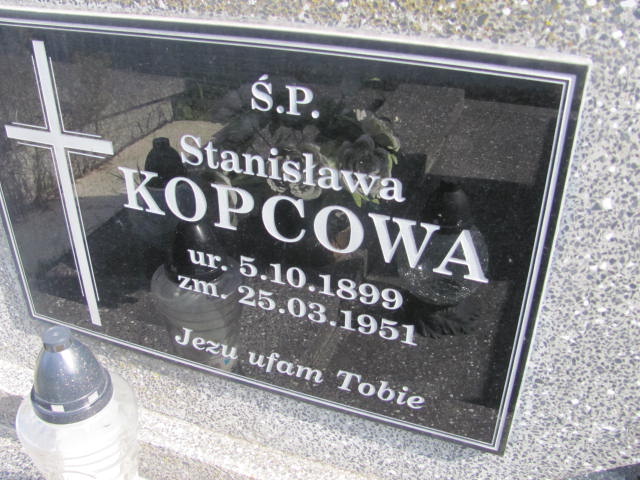 Ś.P.
Stanisława
KOPCOWA
ur. 5.10.1899
zm. 25.03.1951
Jezu ufam Tobie